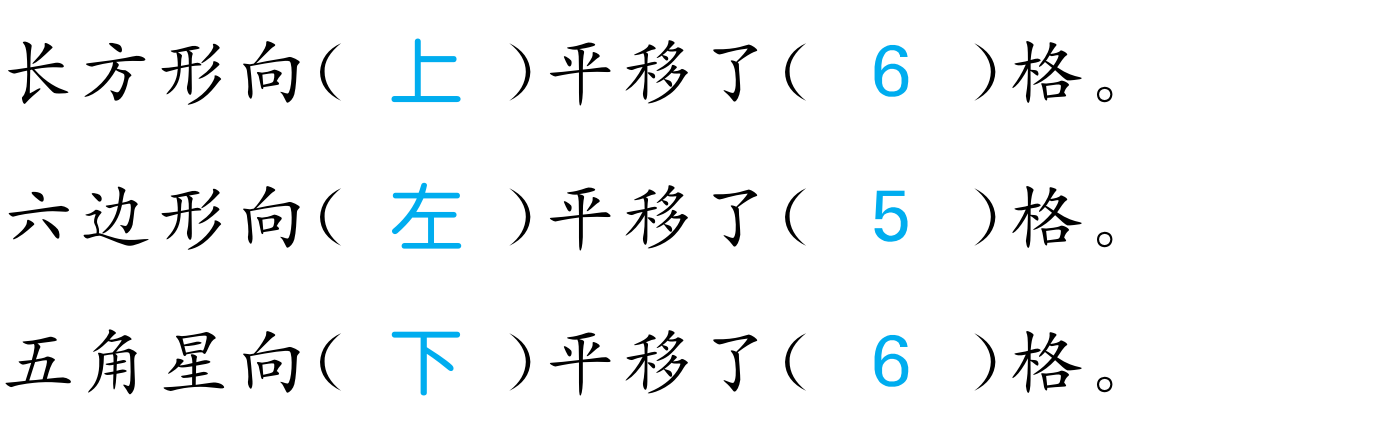 长方形向( 上 )平移了( 6 )格。
六边形向( 左 )平移了( 5 )格。
五角星向( 下 )平移了( 6 )格。